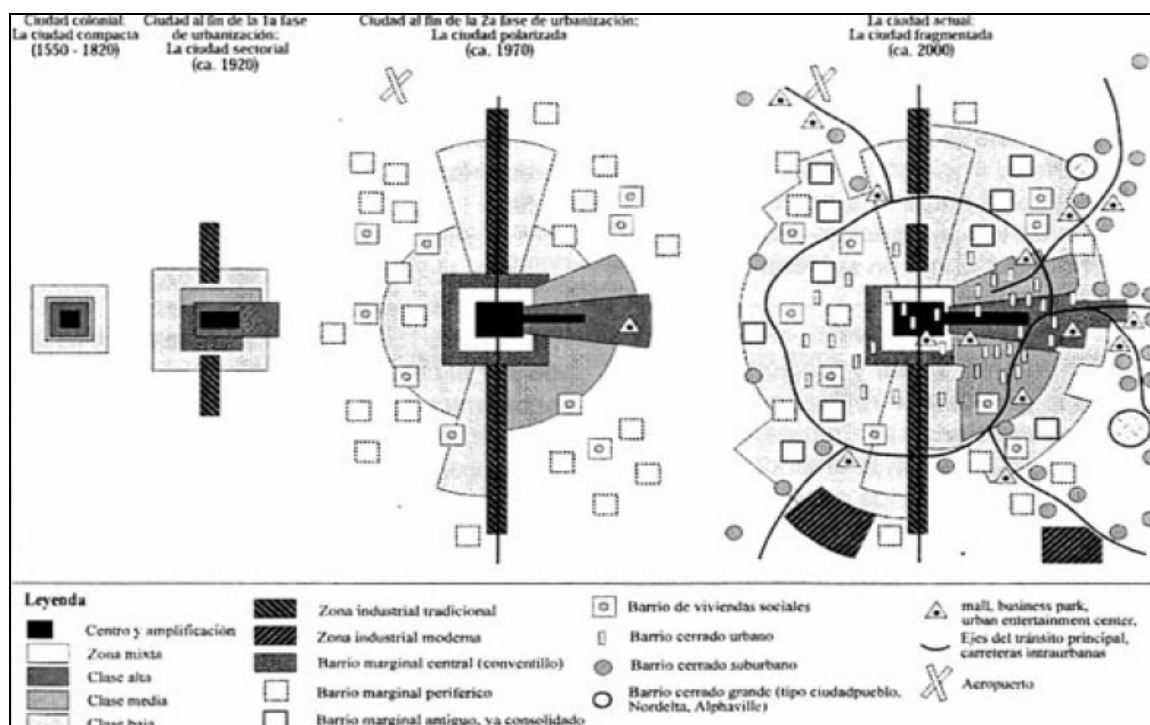 Ciudad colonial:
La ciudad compacta
(1550 - 1820)
Ciudad al fin de la 1a fase
de urbanización:
La ciudad sectorial
(ca. 1920)
Ciudad al fin de la 2a fase de urbanización:
La ciudad polarizada
(ca. 1970)
La ciudad actual:
La ciudad fragmentada
(ca. 2000)
Leyenda
Centro y amplificación
Zona mixta
Clase alta
Clase media
Clase baja
Zona industrial tradicional
Zona industrial moderna
Barrio marginal central (conventillo)
Barrio marginal periférico
Barrio marginal antiguo, ya consolidado
Barrio de viviendas sociales
Barrio cerrado urbano
Barrio cerrado suburbano
Barrio cerrado grande (tipo ciudadpueblo,
Nordelta, Alphaville)
mall, business park,
urban entertainment center,
Ejes del tránsito principal,
carreteras intraurbanas
Aeropuerto